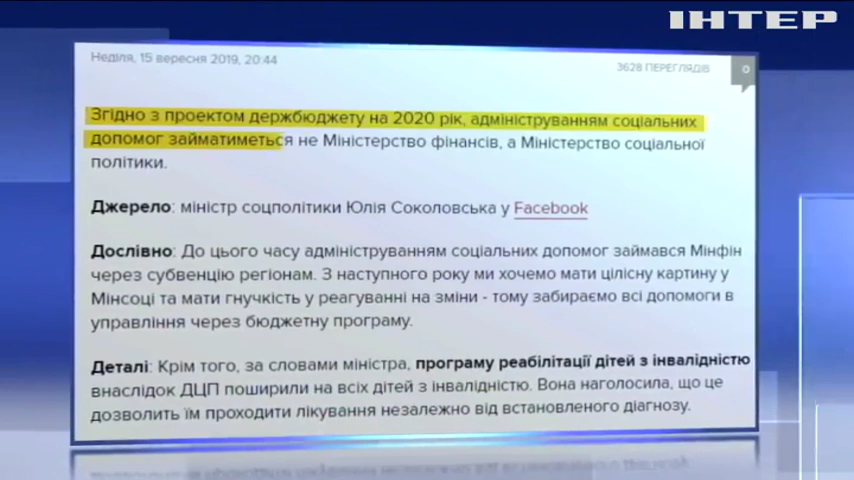 ІНТЕР
Неділя, 15 вересня 2019, 20:44
3628 ПЕРЕГЛЯДІВ
0
Згідно з проектом держбюджету на 2020 рік, адмініструванням соціальних
допомог займатиметься не Міністерство фінансів, а Міністерство соціальної
політики.
Джерело: міністр соцполітики Юлія Соколовська у Facebook
Дослівно: До цього часу адмініструванням соціальних допомог займався Мінфін
через субвенцію регіонам. З наступного року ми хочемо мати цілісну картину у
Мінсоці та мати гнучкість у реагуванні на зміни - тому забираємо всі допомоги в
управління через бюджетну програму.
Деталі: Крім того, за словами міністра, програму реабілітації дітей з інвалідністю
внаслідок ДЦП поширили на всіх дітей з інвалідністю. Вона наголосила, що це
дозволить їм проходити лікування незалежно від встановленого діагнозу.